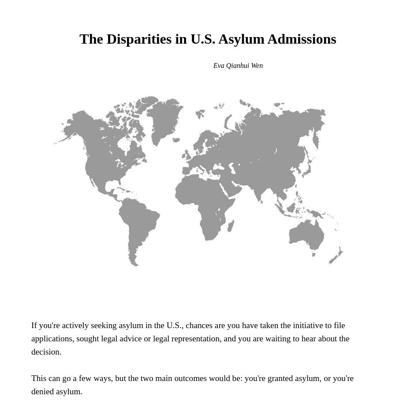 The Disparities in U.S. Asylum Admissions
Eva Qianhui Wen
If you're actively seeking asylum in the U.S., chances are you have taken the initiative to file
applications, sought legal advice or legal representation, and you are waiting to hear about the
decision.
This can go a few ways, but the two main outcomes would be: you're granted asylum, or you're
denied asylum.